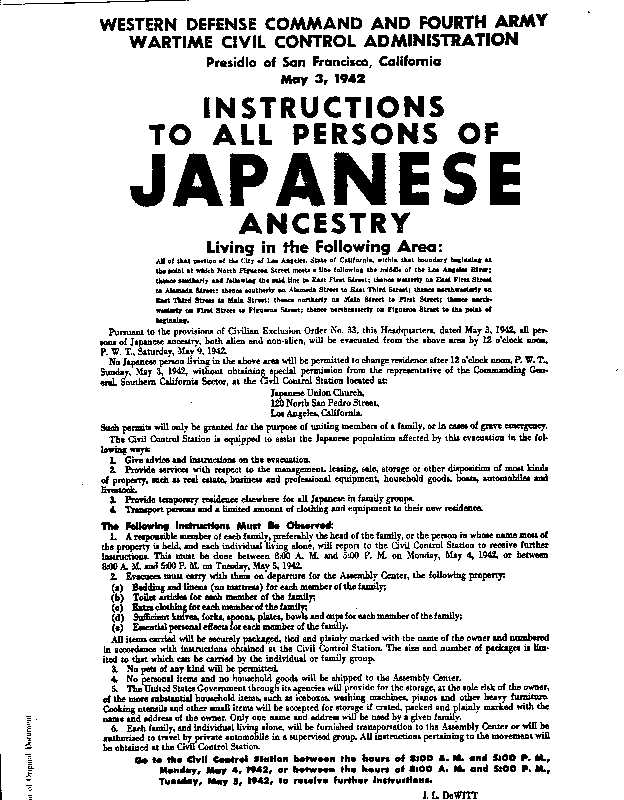 WESTERN DEFENSE COMMAND AND FOURTH ARMY
WARTIME CIVIL CONTROL ADMINISTRATION
Presidio of San Francisco, California
May 3, 1942
INSTRUCTIONS
TO ALL PERSONS OF
JAPANESE
ANCESTRY
Living in the Following Area:
All of that portion of the City of Los Angeles, State of California, within that boundary beginning at
the point at which North Figueroa Street meets a line following the middle of the Los Angeles River;
thence southerly and following the said line to East First Street; thence westerly on East First Street
to Alameda Street; thence southerly on Alameda Street to East Third Street; thence northwesterly on
East Third Street to Main Street; thence northerly on Main Street to First Street; thence north-
westerly on First Street to Figueroa Street; thence northeasterly on Figueroa Street to the point of
beginning.
Pursuant to the provisions of Civilian Exclusion Order No. 33, this Headquarters, dated May 3, 1942, all per-
sons of Japanese ancestry, both alien and non-alien, will be evacuated from the above area by 12 o'clock noon,
P. W. T., Saturday, May 9, 1942.
No Japanese person living in the above area will be permitted to change residence after 12 o'clock noon, P. W. T.,
Sunday, May 3, 1942, without obtaining special permission from the representative of the Commanding Gen-
eral, Southern California Sector, at the Civil Control Station located at:
Japanese Union Church,
120 North San Pedro Street,
Los Angeles, California.
Such permits will only be granted for the purpose of uniting members of a family, or in cases of grave emergency.
The Civil Control Station is equipped to assist the Japanese population affected by this evacuation in the fol-
lowing ways:
1. Give advice and instructions on the evacuation.
2. Provide services with respect to the management, leasing, sale, storage or other disposition of most kinds
of property, such as real estate, business and professional equipment, household goods, boats, automobiles and
livestock.
3. Provide temporary residence elsewhere for all Japanese in family groups.
4. Transport persons and a limited amount of clothing and equipment to their new residence.
The Following Instructions Must Be Observed:
1. A responsible member of each family, preferably the head of the family, or the person in whose name most of
the property is held, and each individual living alone, will report to the Civil Control Station to receive further
instructions. This must be done between 8:00 A. M. and 5:00 P. M. on Monday, May 4, 1942, or between
8:00 A. M. and 5:00 P. M. on Tuesday, May 5, 1942.
2. Evacuees must carry with them on departure for the Assembly Center, the following property:
(a) Bedding and linens (no mattress) for each member of the family;
(b) Toilet articles for each member of the family;
(c) Extra clothing for each member of the family;
(d) Sufficient knives, forks, spoons, plates, bowls and cups for each member of the family;
(e) Essential personal effects for each member of the family.
All items carried will be securely packaged, tied and plainly marked with the name of the owner and numbered
in accordance with instructions obtained at the Civil Control Station. The size and number of packages is lim-
ited to that which can be carried by the individual or family group.
3. No pets of any kind will be permitted.
4. No personal items and no household goods will be shipped to the Assembly Center.
5. The United States Government through its agencies will provide for the storage, at the sole risk of the owner,
of the more substantial household items, such as iceboxes, washing machines, pianos and other heavy furniture.
Cooking utensils and other small items will be accepted for storage if crated, packed and plainly marked with the
name and address of the owner. Only one name and address will be used by a given family.
6. Each family, and individual living alone, will be furnished transportation to the Assembly Center or will be
authorized to travel by private automobile in a supervised group. All instructions pertaining to the movement will
be obtained at the Civil Control Station.
Go to the Civil Control Station between the hours of 8:00 A. M. and 5:00 P. M.,
Monday, May 4, 1942, or between the hours of 8:00 A. M. and 5:00 P. M.,
Tuesday, May 5, 1942, to receive further instructions.
J. L. DeWITT
of Original Document